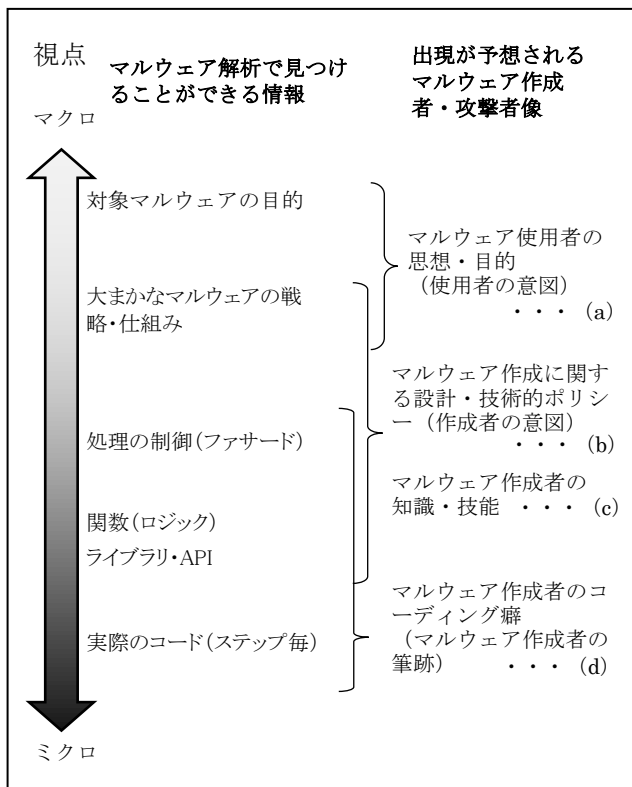 視点
マルウェア解析で見つけ
ることができる情報
出現が予想される
マルウェア作成
者・攻撃者像
マクロ
対象マルウェアの目的
マルウェア使用者の
思想・目的
(使用者の意図)
・・・ (a)
大まかなマルウェアの戦
略・仕組み
マルウェア作成に関す
る設計・技術的ポリシ
ー(作成者の意図)
・・・ (b)
処理の制御(ファサード)
マルウェア作成者の
知識・技能 ・・・ (c)
関数(ロジック)
ライブラリ・API
マルウェア作成者のコ
ーディング癖
(マルウェア作成者の
筆跡) ・・・ (d)
実際のコード(ステップ毎)
ミクロ